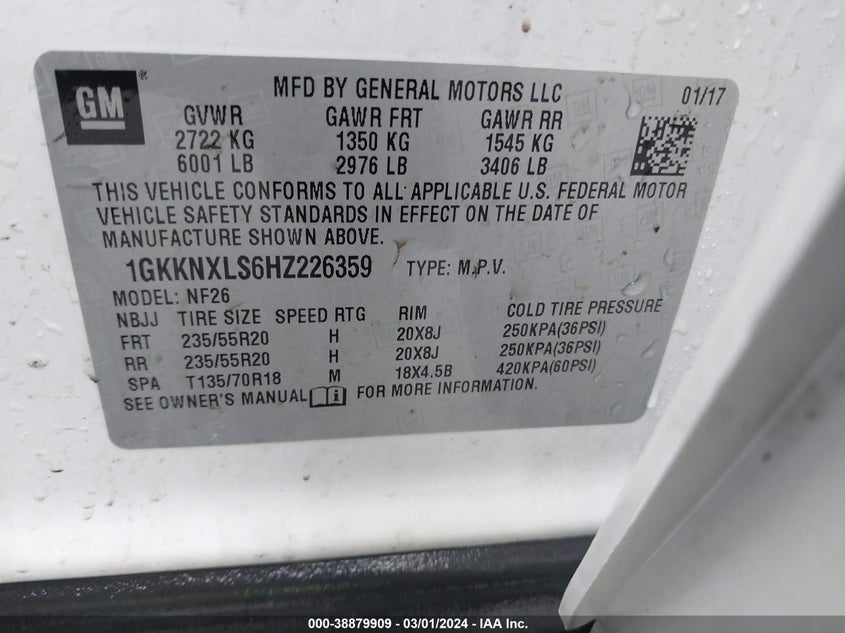 GM ®
MFD BY GENERAL MOTORS LLC 01/17
GVWR GAWR FRT GAWR RR
2722 KG 1350 KG 1545 KG
6001 LB 2976 LB 3406 LB
THIS VEHICLE CONFORMS TO ALL APPLICABLE U.S. FEDERAL MOTOR
VEHICLE SAFETY STANDARDS IN EFFECT ON THE DATE OF
MANUFACTURE SHOWN ABOVE.
1GKKNXLS6HZ226359 TYPE: M.P.V.
MODEL: NF26
NBJJ TIRE SIZE SPEED RTG RIM COLD TIRE PRESSURE
FRT 235/55R20 H 20X8J 250KPA(36PSI)
RR 235/55R20 H 20X8J 250KPA(36PSI)
SPA T135/70R18 M 18X4.5B 420KPA(60PSI)
SEE OWNER'S MANUAL i FOR MORE INFORMATION.
000-38879909 / 03/01/2024 - IAA Inc.